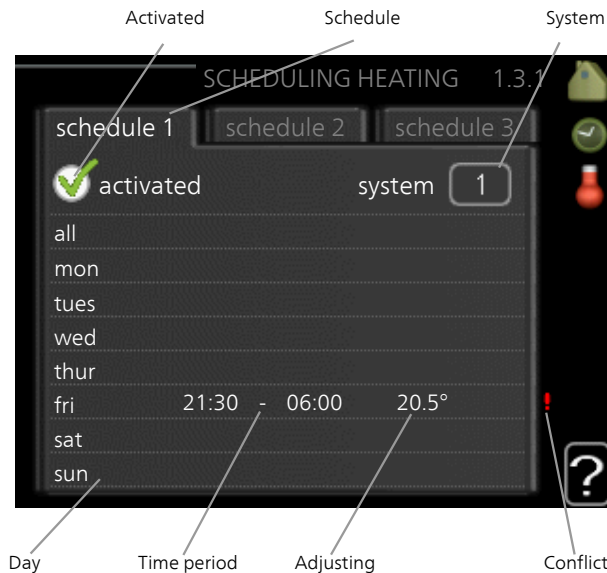 Activated Schedule System
SCHEDULING HEATING 1.3.1
schedule 1 schedule 2 schedule 3
activated system 1
all
mon
tues
wed
thur
fri 21:30 - 06:00 20.5° !
sat
sun
?
Day Time period Adjusting Conflict